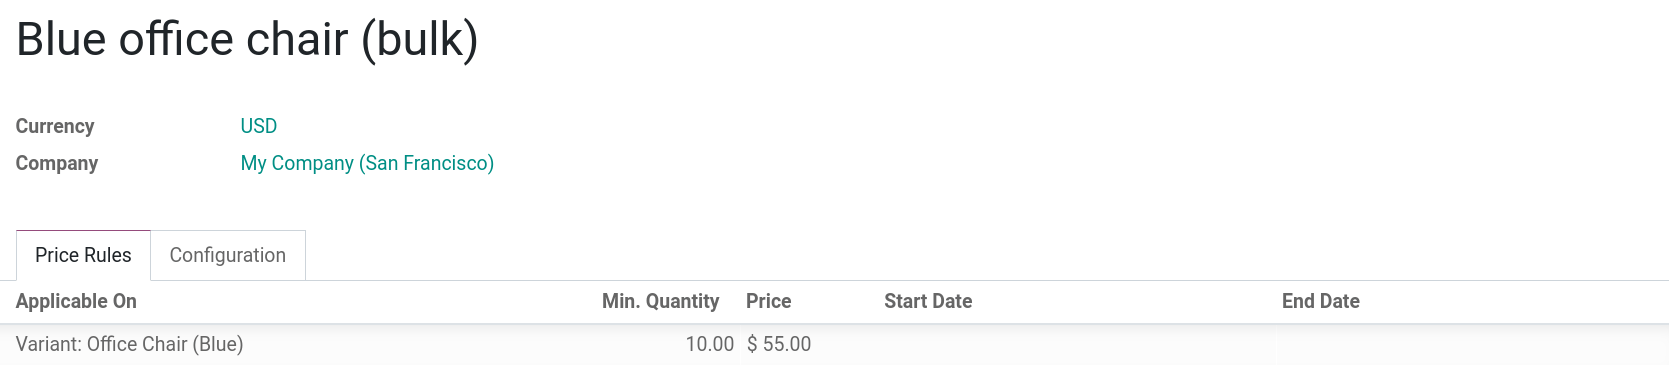 Blue office chair (bulk)
Currency USD
Company My Company (San Francisco)
Price Rules Configuration
Applicable On Min. Quantity Price Start Date End Date
Variant: Office Chair (Blue) 10.00 $ 55.00